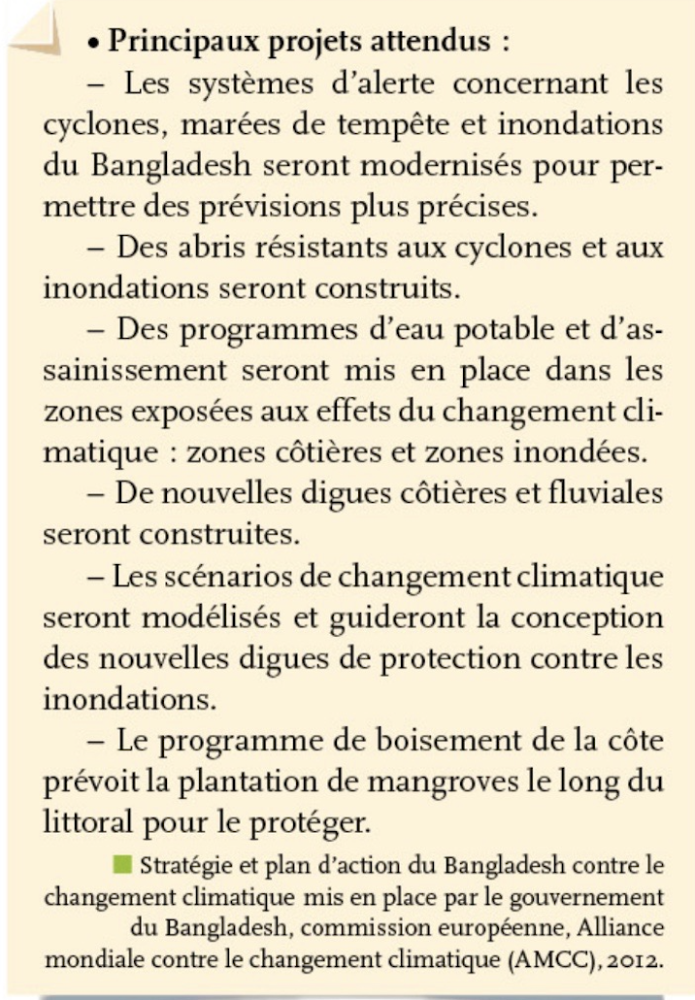 • Principaux projets attendus :
– Les systèmes d'alerte concernant les
cyclones, marées de tempête et inondations
du Bangladesh seront modernisés pour per-
mettre des prévisions plus précises.
– Des abris résistants aux cyclones et aux
inondations seront construits.
– Des programmes d'eau potable et d'as-
sainissement seront mis en place dans les
zones exposées aux effets du changement cli-
matique : zones côtières et zones inondées.
– De nouvelles digues côtières et fluviales
seront construites.
– Les scénarios de changement climatique
seront modélisés et guideront la conception
des nouvelles digues de protection contre les
inondations.
– Le programme de boisement de la côte
prévoit la plantation de mangroves le long du
littoral pour le protéger.
■ Stratégie et plan d'action du Bangladesh contre le
changement climatique mis en place par le gouvernement
du Bangladesh, commission européenne, Alliance
mondiale contre le changement climatique (AMCC), 2012.